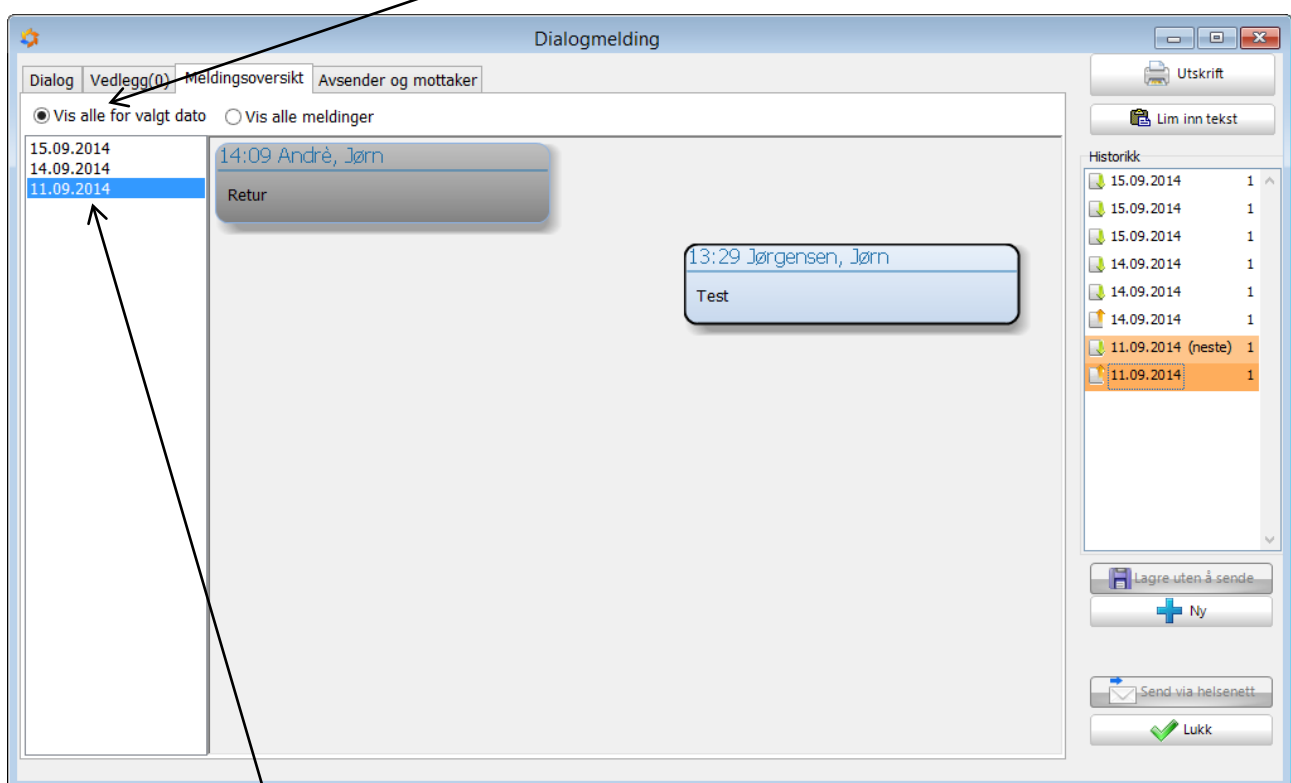 Dialogmelding
Dialog Vedlegg(0) Meldingsoversikt Avsender og mottaker
Vis alle for valgt dato Vis alle meldinger
15.09.2014
14.09.2014
11.09.2014
14:09 Andrè, Jørn
Retur
13:29 Jørgensen, Jørn
Test
Utskrift
Lim inn tekst
Historikk
15.09.2014 1
15.09.2014 1
15.09.2014 1
14.09.2014 1
14.09.2014 1
14.09.2014 1
11.09.2014 (neste) 1
11.09.2014 1
Lagre uten å sende
Ny
Send via helsenett
Lukk